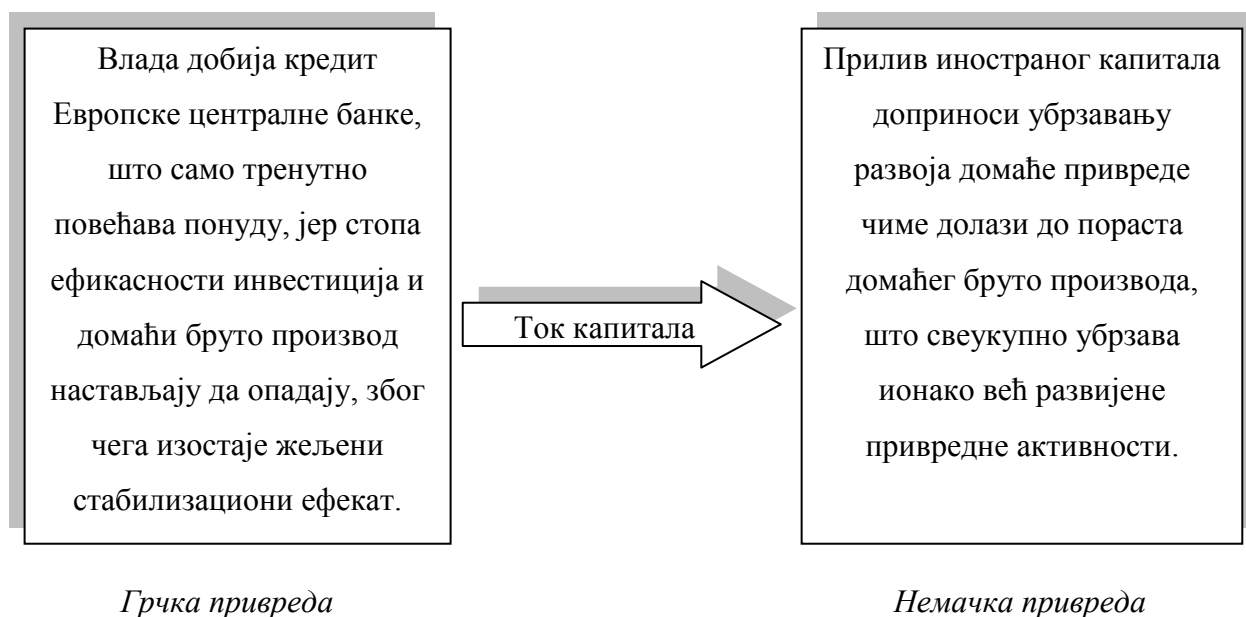 Влада добија кредит
Европске централне банке,
што само тренутно
повећава понуду, јер стопа
ефикасности инвестиција и
домаћи бруто производ
настављају да опадају, због
чега изостаје жељени
стабилизациони ефекат.
Ток капитала
Прилив иностраног капитала
доприноси убрзавању
развоја домаће привреде
чиме долази до пораста
домаћег бруто производа,
што свеукупно убрзава
ионако већ развијене
привредне активности.
Грчка привреда
Немачка привреда